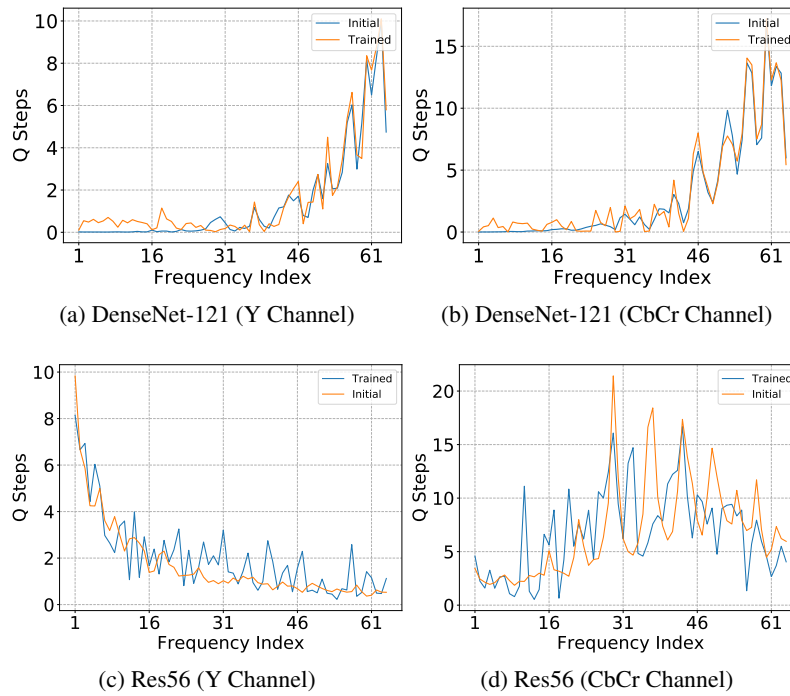 10
8
6
4
2
0
Q Steps
Initial
Trained
1 16 31 46 61
Frequency Index
(a) DenseNet-121 (Y Channel)
15
10
5
0
Q Steps
Initial
Trained
1 16 31 46 61
Frequency Index
(b) DenseNet-121 (CbCr Channel)
10
8
6
4
2
0
Q Steps
Trained
Initial
1 16 31 46 61
Frequency Index
(c) Res56 (Y Channel)
20
15
10
5
0
Q Steps
Trained
Initial
1 16 31 46 61
Frequency Index
(d) Res56 (CbCr Channel)